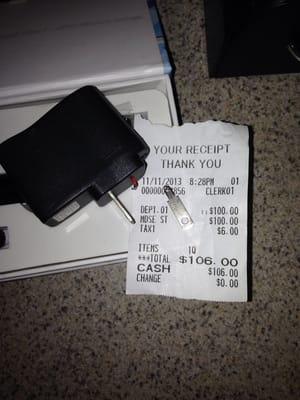 YOUR RECEIPT
THANK YOU
11/11/2013 8:28PM 01
CLERK01
DEPT.01 $100.00
MDSE ST $100.00
TAX1 $6.00
ITEMS 1Q
***TOTAL $106.00
CASH $106.00
CHANGE $0.00